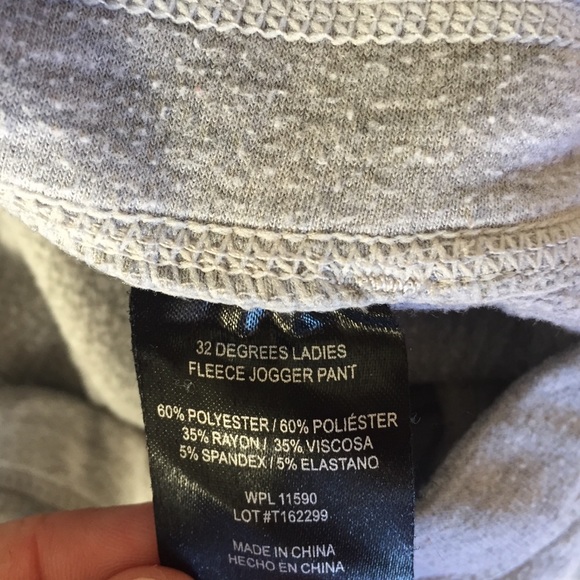 32 DEGREES LADIES
FLEECE JOGGER PANT
60% POLYESTER / 60% POLIÉSTER
35% RAYON / 35% VISCOSA
5% SPANDEX / 5% ELASTANO
WPL 11590
LOT #T162299
MADE IN CHINA
HECHO EN CHINA